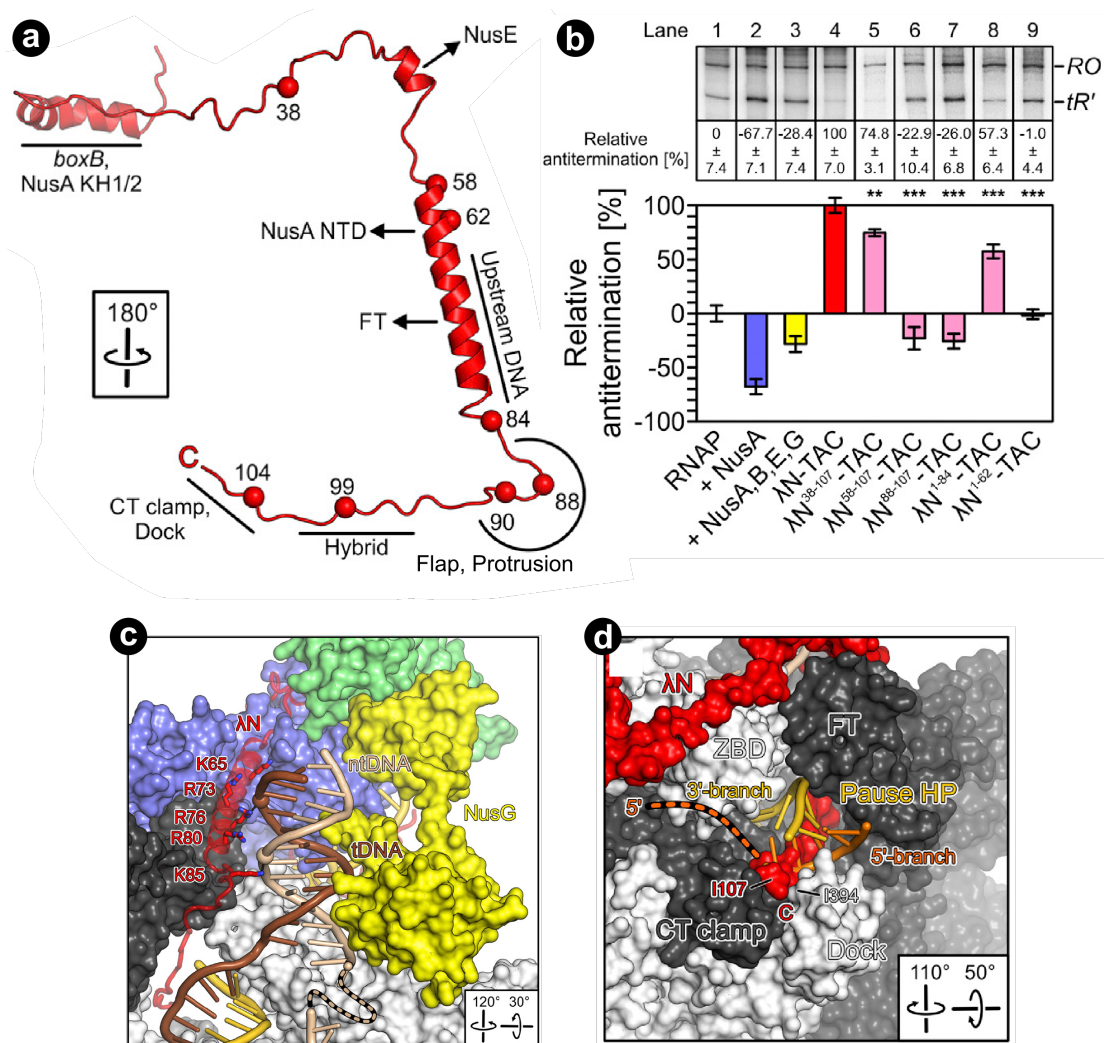 a
NusE
38
boxB,
NusA KH1/2
58
62
NusA NTD
FT
Upstream DNA
180°
84
C
104
99
88
90
CT clamp,
Dock
Hybrid
Flap, Protrusion
b
Lane 1 2 3 4 5 6 7 8 9
RO
tR'
Relative antitermination [%]
0 ± 7.4
-67.7 ± 7.1
-28.4 ± 7.4
100 ± 7.0
74.8 ± 3.1
-22.9 ± 10.4
-26.0 ± 6.8
57.3 ± 6.4
-1.0 ± 4.4
** *** *** *** ***
Relative
antitermination [%]
100
50
0
-50
-100
RNAP
+ NusA
+ NusA,B,E,G
λN-TAC
λN38-107-TAC
λN58-107-TAC
λN88-107-TAC
λN1-84-TAC
λN1-62-TAC
c
λN
K65
R73
R76
R80
K85
ntDNA
NusG
tDNA
120° 30°
d
λN
FT
ZBD
3'-branch
Pause HP
5'
5'-branch
I107
I394
C
CT clamp
Dock
110° 50°